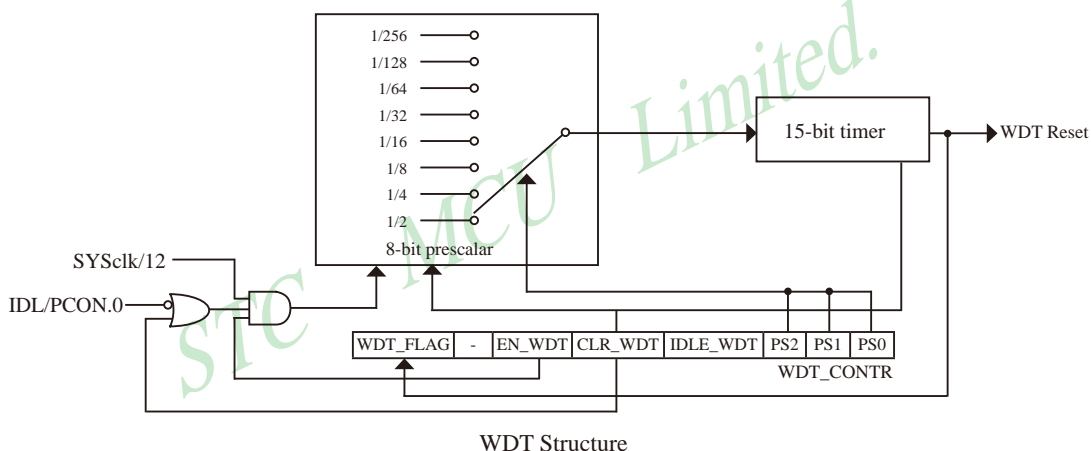 1/256
1/128
1/64
1/32
1/16
1/8
1/4
1/2
8-bit prescalar
15-bit timer
WDT Reset
SYSclk/12
IDL/PCON.0
WDT_FLAG - EN_WDT CLR_WDT IDLE_WDT PS2 PS1 PS0
WDT_CONTR
STC MCU Limited.
WDT Structure